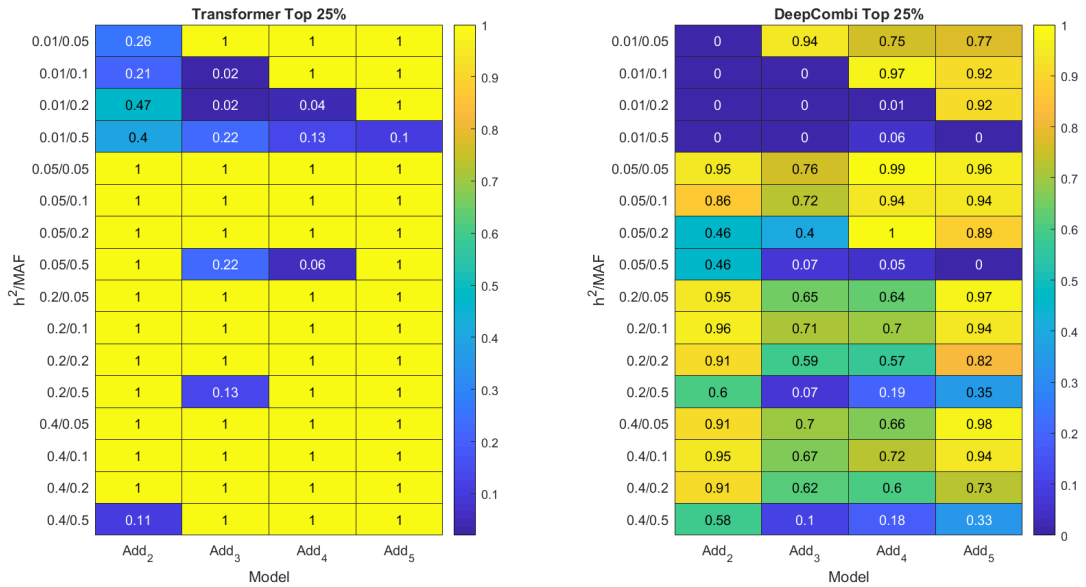 Transformer Top 25%
0.01/0.05 0.26 1 1 1
0.01/0.1 0.21 0.02 1 1
0.01/0.2 0.47 0.02 0.04 1
0.01/0.5 0.4 0.22 0.13 0.1
0.05/0.05 1 1 1 1
0.05/0.1 1 1 1 1
0.05/0.2 1 1 1 1
0.05/0.5 1 0.22 0.06 1
0.2/0.05 1 1 1 1
0.2/0.1 1 1 1 1
0.2/0.2 1 1 1 1
0.2/0.5 1 0.13 1 1
0.4/0.05 1 1 1 1
0.4/0.1 1 1 1 1
0.4/0.2 1 1 1 1
0.4/0.5 0.11 1 1 1
Add₂ Add₃ Add₄ Add₅
Model
h²/MAF
1
0.9
0.8
0.7
0.6
0.5
0.4
0.3
0.2
0.1
DeepCombi Top 25%
0.01/0.05 0 0.94 0.75 0.77
0.01/0.1 0 0 0.97 0.92
0.01/0.2 0 0 0.01 0.92
0.01/0.5 0 0 0.06 0
0.05/0.05 0.95 0.76 0.99 0.96
0.05/0.1 0.86 0.72 0.94 0.94
0.05/0.2 0.46 0.4 1 0.89
0.05/0.5 0.46 0.07 0.05 0
0.2/0.05 0.95 0.65 0.64 0.97
0.2/0.1 0.96 0.71 0.7 0.94
0.2/0.2 0.91 0.59 0.57 0.82
0.2/0.5 0.6 0.07 0.19 0.35
0.4/0.05 0.91 0.7 0.66 0.98
0.4/0.1 0.95 0.67 0.72 0.94
0.4/0.2 0.91 0.62 0.6 0.73
0.4/0.5 0.58 0.1 0.18 0.33
Add₂ Add₃ Add₄ Add₅
Model
h²/MAF
1
0.9
0.8
0.7
0.6
0.5
0.4
0.3
0.2
0.1
0